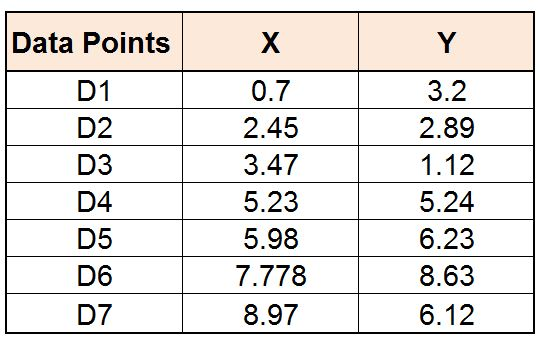 Data Points X Y
D1 0.7 3.2
D2 2.45 2.89
D3 3.47 1.12
D4 5.23 5.24
D5 5.98 6.23
D6 7.778 8.63
D7 8.97 6.12